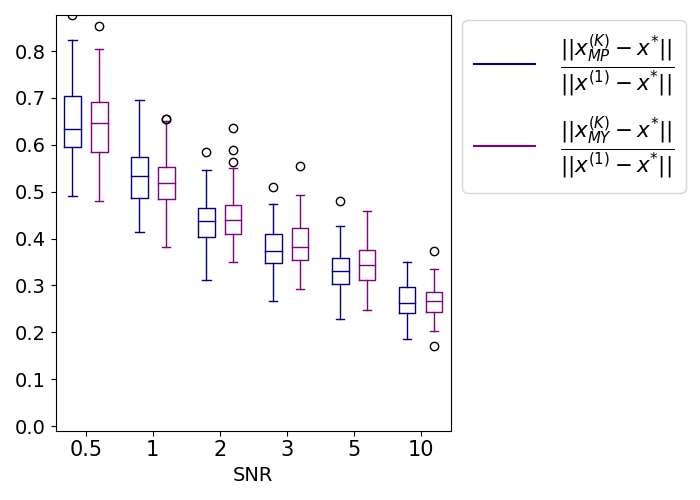 0.8
0.7
0.6
0.5
0.4
0.3
0.2
0.1
0.0
0.5 1 2 3 5 10
SNR
||x_{MP}^{(K)} − x^*||
||x^{(1)} − x^*||
||x_{MY}^{(K)} − x^*||
||x^{(1)} − x^*||